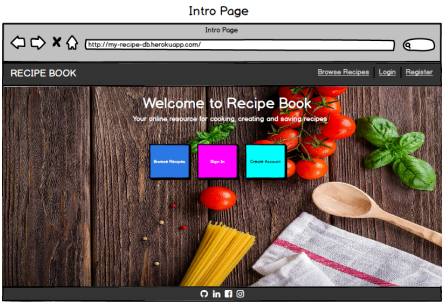 Intro Page
Intro Page
http://my-recipe-db.herokuapp.com/
RECIPE BOOK
Browse Recipes Login Register
Welcome to Recipe Book
Your online resource for cooking, creating and saving recipes
Browse Recipes Sign In Create Account
in